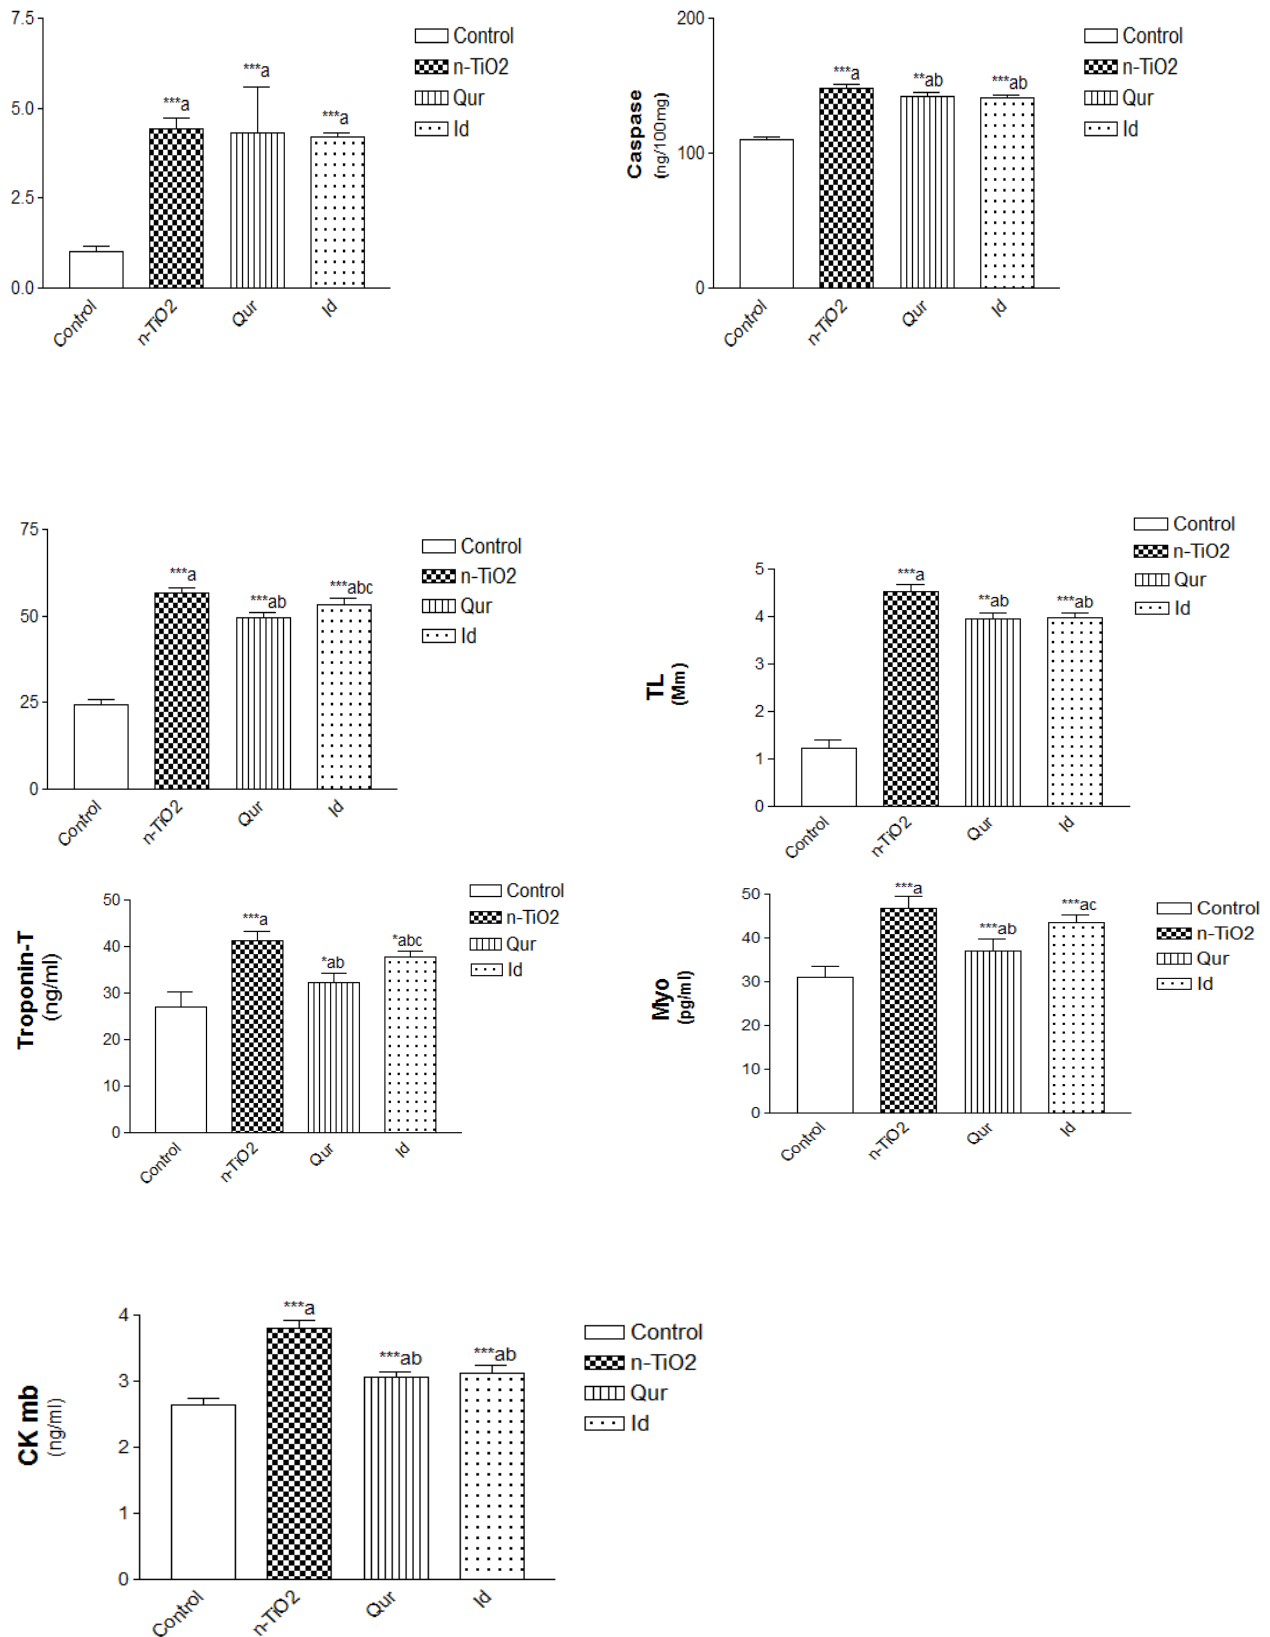 7.5
5.0
2.5
0.0
***a
***a
***a
Control
n-TiO2
Qur
Id
Control
n-TiO2
Qur
Id
Caspase
(ng/100mg)
200
100
0
***a
**ab
***ab
Control
n-TiO2
Qur
Id
Control
n-TiO2
Qur
Id
75
50
25
0
***a
***ab
***abc
Control
n-TiO2
Qur
Id
Control
n-TiO2
Qur
Id
TL
(Mm)
5
4
3
2
1
0
***a
**ab
***ab
Control
n-TiO2
Qur
Id
Control
n-TiO2
Qur
Id
Troponin-T
(ng/ml)
50
40
30
20
10
0
***a
*ab
*abc
Control
n-TiO2
Qur
Id
Control
n-TiO2
Qur
Id
Myo
(pg/ml)
50
40
30
20
10
0
***a
***ab
***ac
Control
n-TiO2
Qur
Id
Control
n-TiO2
Qur
Id
CK mb
(ng/ml)
4
3
2
1
0
***a
***ab
***ab
Control
n-TiO2
Qur
Id
Control
n-TiO2
Qur
Id